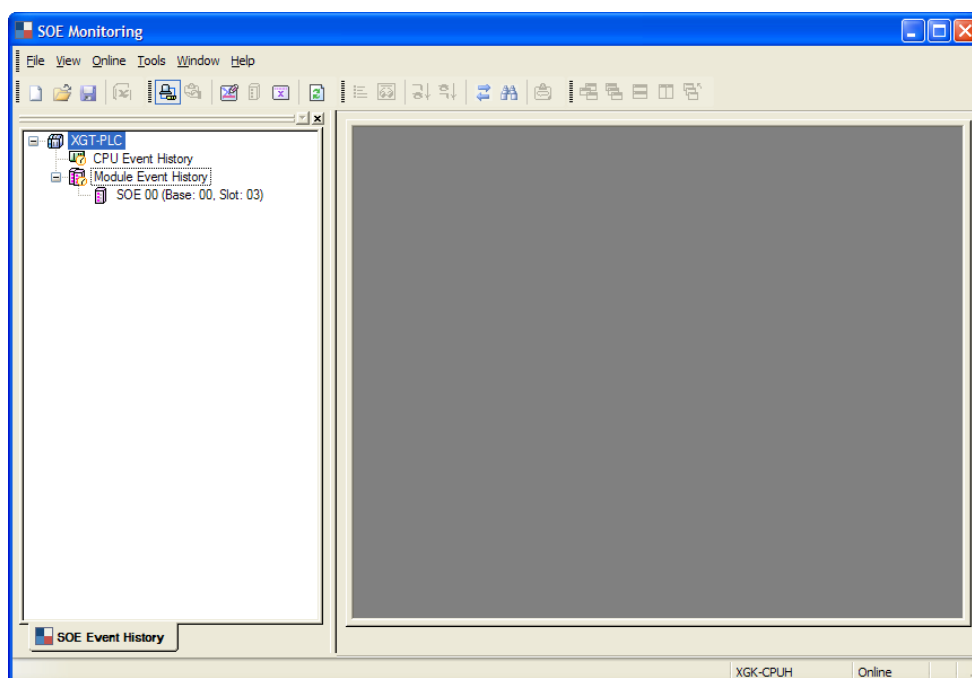 SOE Monitoring
File View Online Tools Window Help
XGT-PLC
CPU Event History
Module Event History
SOE 00 (Base: 00, Slot: 03)
SOE Event History
XGK-CPUH Online